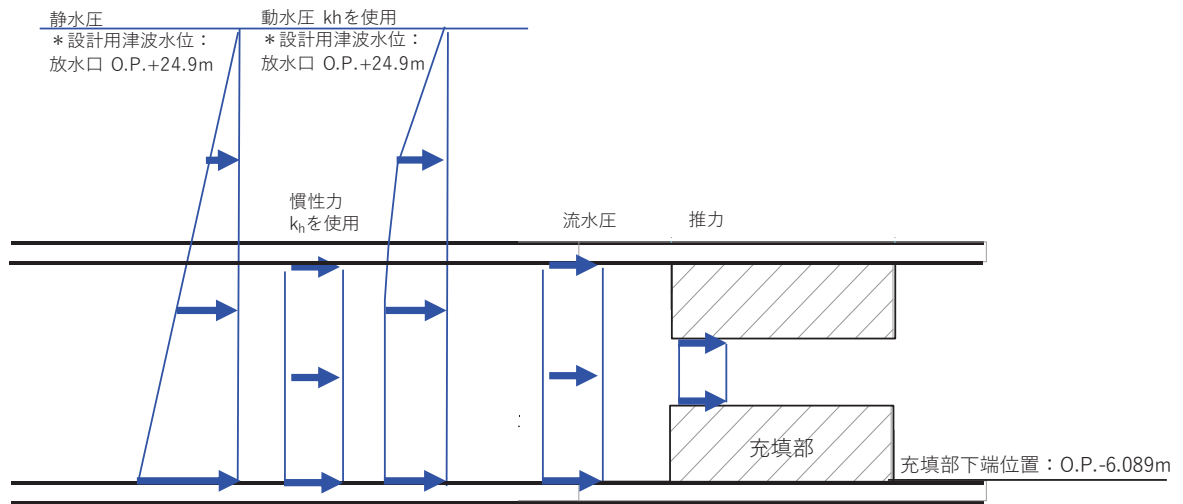 静水圧
＊設計用津波水位：
放水口 O.P.+24.9m
動水圧 khを使用
＊設計用津波水位：
放水口 O.P.+24.9m
慣性力
khを使用
流水圧
推力
:
充填部
充填部下端位置：O.P.-6.089m